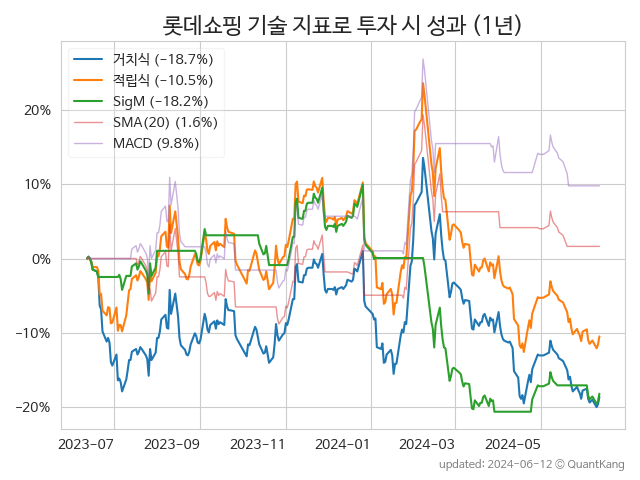 롯데쇼핑 기술 지표로 투자 시 성과 (1년)
거치식 (−18.7%)
적립식 (−10.5%)
SigM (−18.2%)
SMA(20) (1.6%)
MACD (9.8%)
20%
10%
0%
−10%
−20%
2023-07
2023-09
2023-11
2024-01
2024-03
2024-05
updated: 2024-06-12 © QuantKang